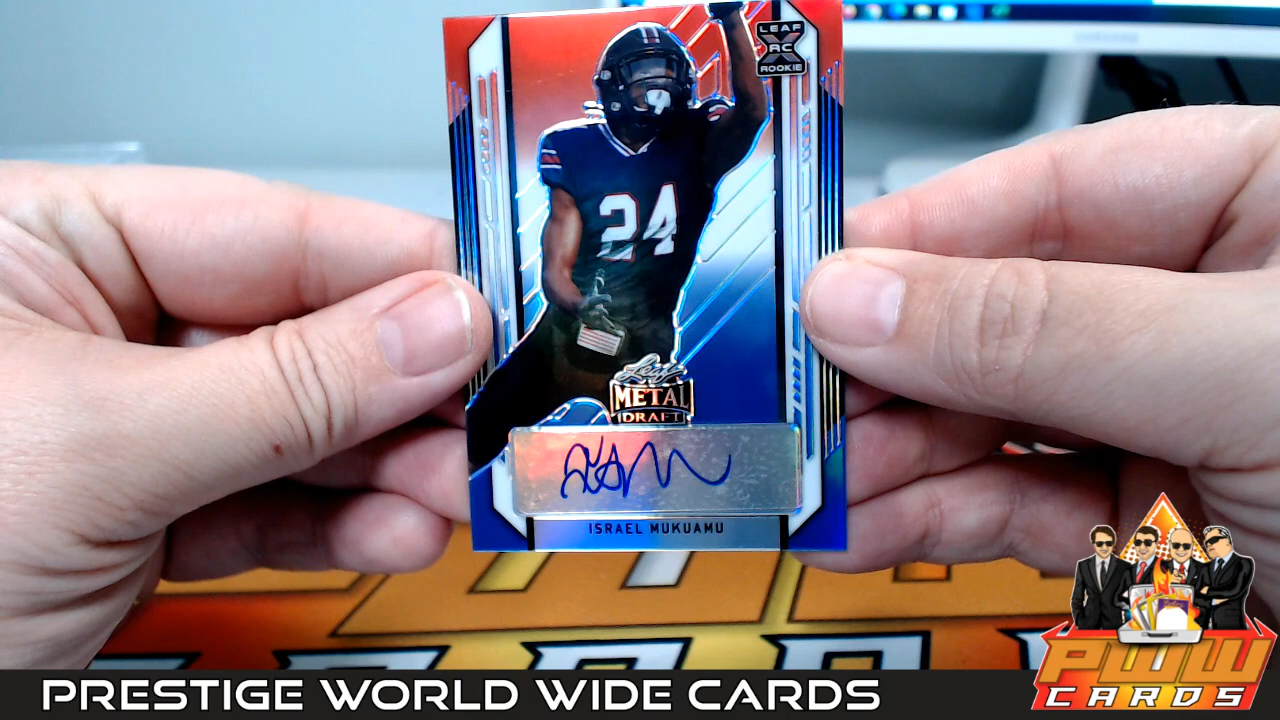 LEAF
RC
ROOKIE
24
Leaf
METAL
DRAFT
ISRAEL MUKUAMU
PWW
CARDS
PRESTIGE WORLD WIDE CARDS